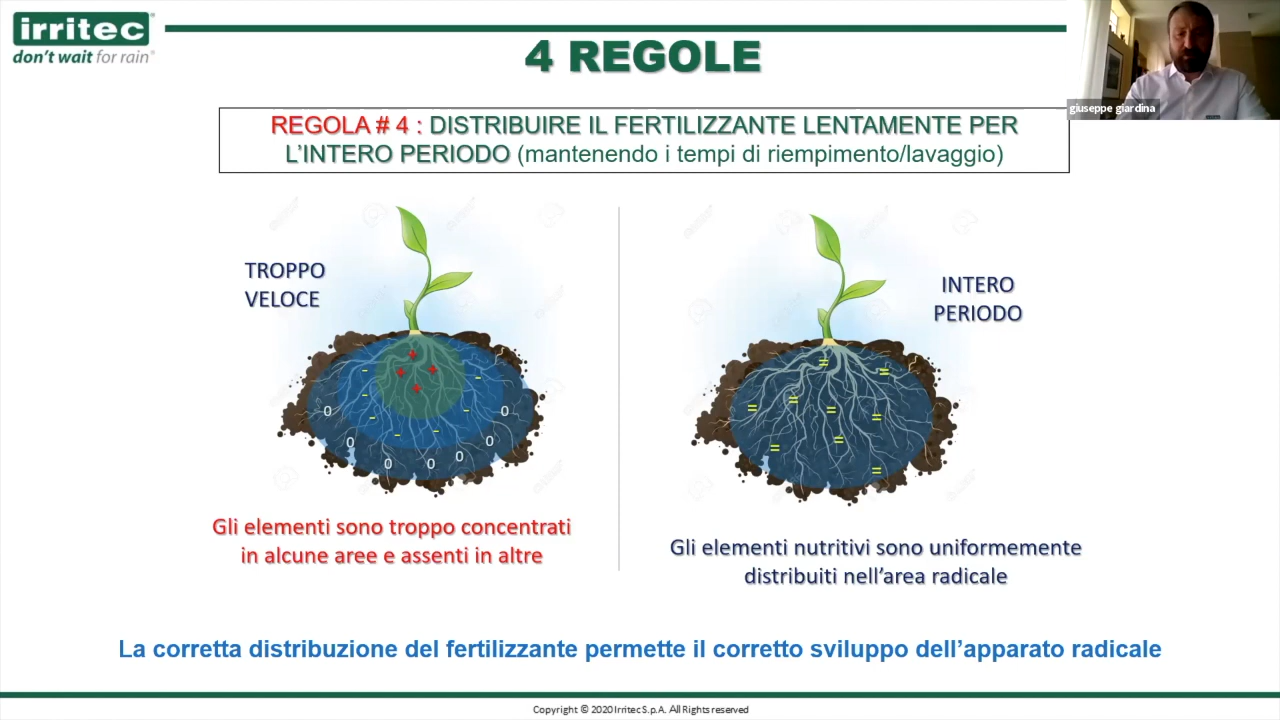 irritec
don't wait for rain®
4 REGOLE
giuseppe giardina
REGOLA # 4 : DISTRIBUIRE IL FERTILIZZANTE LENTAMENTE PER
L'INTERO PERIODO (mantenendo i tempi di riempimento/lavaggio)
TROPPO
VELOCE
INTERO
PERIODO
Gli elementi sono troppo concentrati
in alcune aree e assenti in altre
Gli elementi nutritivi sono uniformemente
distribuiti nell'area radicale
La corretta distribuzione del fertilizzante permette il corretto sviluppo dell'apparato radicale
Copyright © 2020 Irritec S.p.A. All Rights reserved